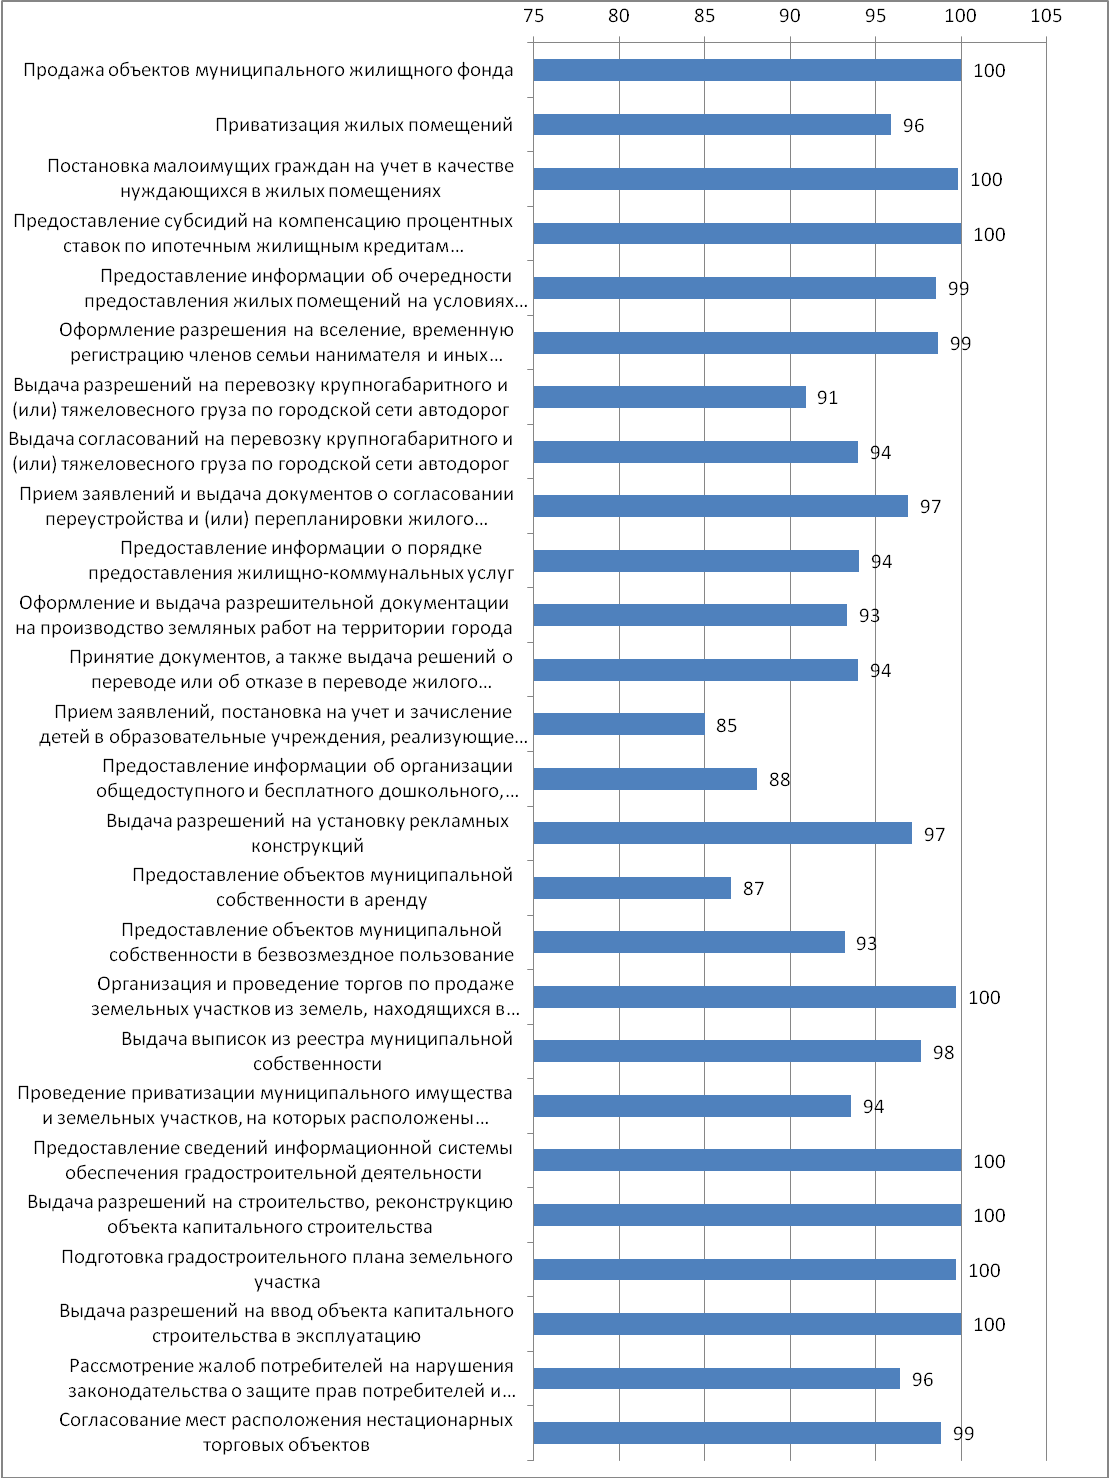 75 80 85 90 95 100 105
Продажа объектов муниципального жилищного фонда
100
Приватизация жилых помещений
96
Постановка малоимущих граждан на учет в качестве
нуждающихся в жилых помещениях
100
Предоставление субсидий на компенсацию процентных
ставок по ипотечным жилищным кредитам...
100
Предоставление информации об очередности
предоставления жилых помещений на условиях...
99
Оформление разрешения на вселение, временную
регистрацию членов семьи нанимателя и иных...
99
Выдача разрешений на перевозку крупногабаритного и
(или) тяжеловесного груза по городской сети автодорог
91
Выдача согласований на перевозку крупногабаритного и
(или) тяжеловесного груза по городской сети автодорог
94
Прием заявлений и выдача документов о согласовании
переустройства и (или) перепланировки жилого...
97
Предоставление информации о порядке
предоставления жилищно-коммунальных услуг
94
Оформление и выдача разрешительной документации
на производство земляных работ на территории города
93
Принятие документов, а также выдача решений о
переводе или об отказе в переводе жилого...
94
Прием заявлений, постановка на учет и зачисление
детей в образовательные учреждения, реализующие...
85
Предоставление информации об организации
общедоступного и бесплатного дошкольного,...
88
Выдача разрешений на установку рекламных
конструкций
97
Предоставление объектов муниципальной
собственности в аренду
87
Предоставление объектов муниципальной
собственности в безвозмездное пользование
93
Организация и проведение торгов по продаже
земельных участков из земель, находящихся в...
100
Выдача выписок из реестра муниципальной
собственности
98
Проведение приватизации муниципального имущества
и земельных участков, на которых расположены...
94
Предоставление сведений информационной системы
обеспечения градостроительной деятельности
100
Выдача разрешений на строительство, реконструкцию
объекта капитального строительства
100
Подготовка градостроительного плана земельного
участка
100
Выдача разрешений на ввод объекта капитального
строительства в эксплуатацию
100
Рассмотрение жалоб потребителей на нарушения
законодательства о защите прав потребителей и...
96
Согласование мест расположения нестационарных
торговых объектов
99